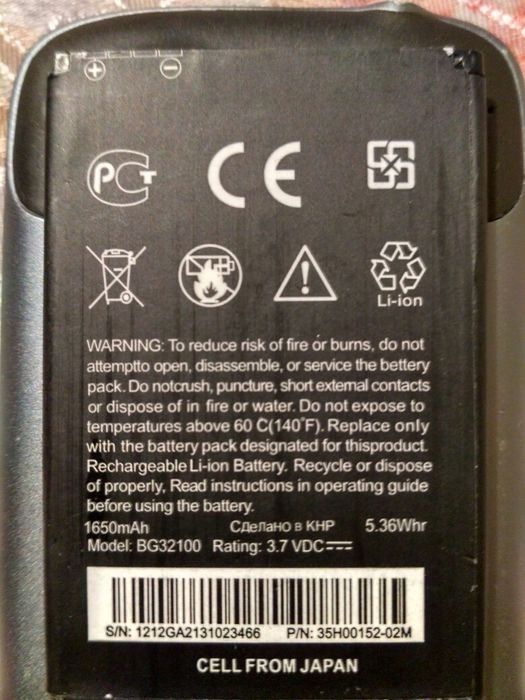 + −
PCT
CE
Li-ion
WARNING: To reduce risk of fire or burns, do not
attemptto open, disassemble, or service the battery
pack. Do notcrush, puncture, short external contacts
or dispose of in fire or water. Do not expose to
temperatures above 60 C(140°F). Replace only
with the battery pack designated for thisproduct.
Rechargeable Li-ion Battery. Recycle or dispose
of properly, Read instructions in operating guide
before using the battery.
1650mAh Сделано в КНР 5.36Whr
Model: BG32100 Rating: 3.7 VDC⎓
S/N: 1212GA2131023466 P/N: 35H00152-02M
CELL FROM JAPAN